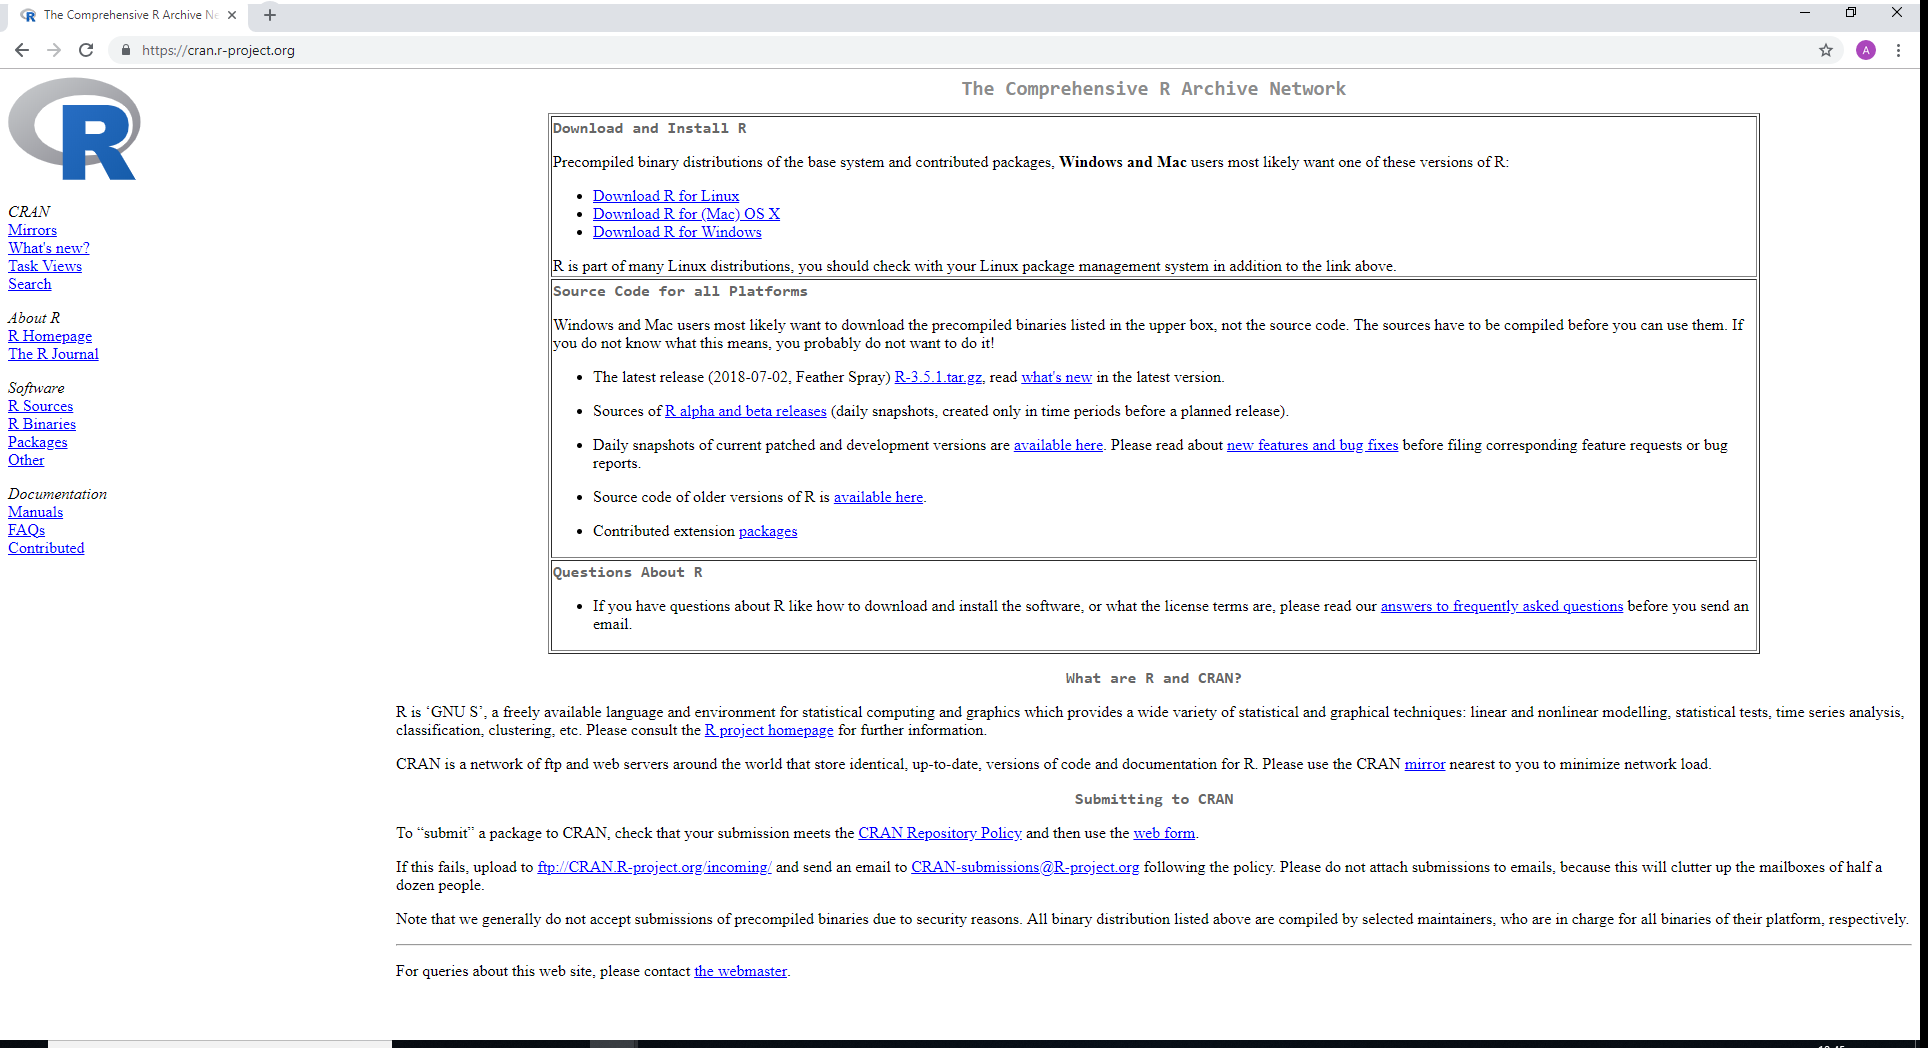 The Comprehensive R Archive Ne
https://cran.r-project.org
A
R
CRAN
Mirrors
What's new?
Task Views
Search
About R
R Homepage
The R Journal
Software
R Sources
R Binaries
Packages
Other
Documentation
Manuals
FAQs
Contributed
The Comprehensive R Archive Network
Download and Install R
Precompiled binary distributions of the base system and contributed packages, Windows and Mac users most likely want one of these versions of R:
• Download R for Linux
• Download R for (Mac) OS X
• Download R for Windows
R is part of many Linux distributions, you should check with your Linux package management system in addition to the link above.
Source Code for all Platforms
Windows and Mac users most likely want to download the precompiled binaries listed in the upper box, not the source code. The sources have to be compiled before you can use them. If
you do not know what this means, you probably do not want to do it!
• The latest release (2018-07-02, Feather Spray) R-3.5.1.tar.gz, read what's new in the latest version.
• Sources of R alpha and beta releases (daily snapshots, created only in time periods before a planned release).
• Daily snapshots of current patched and development versions are available here. Please read about new features and bug fixes before filing corresponding feature requests or bug
reports.
• Source code of older versions of R is available here.
• Contributed extension packages
Questions About R
• If you have questions about R like how to download and install the software, or what the license terms are, please read our answers to frequently asked questions before you send an
email.
What are R and CRAN?
R is ‘GNU S’, a freely available language and environment for statistical computing and graphics which provides a wide variety of statistical and graphical techniques: linear and nonlinear modelling, statistical tests, time series analysis,
classification, clustering, etc. Please consult the R project homepage for further information.
CRAN is a network of ftp and web servers around the world that store identical, up-to-date, versions of code and documentation for R. Please use the CRAN mirror nearest to you to minimize network load.
Submitting to CRAN
To “submit” a package to CRAN, check that your submission meets the CRAN Repository Policy and then use the web form.
If this fails, upload to ftp://CRAN.R-project.org/incoming/ and send an email to CRAN-submissions@R-project.org following the policy. Please do not attach submissions to emails, because this will clutter up the mailboxes of half a
dozen people.
Note that we generally do not accept submissions of precompiled binaries due to security reasons. All binary distribution listed above are compiled by selected maintainers, who are in charge for all binaries of their platform, respectively.
For queries about this web site, please contact the webmaster.